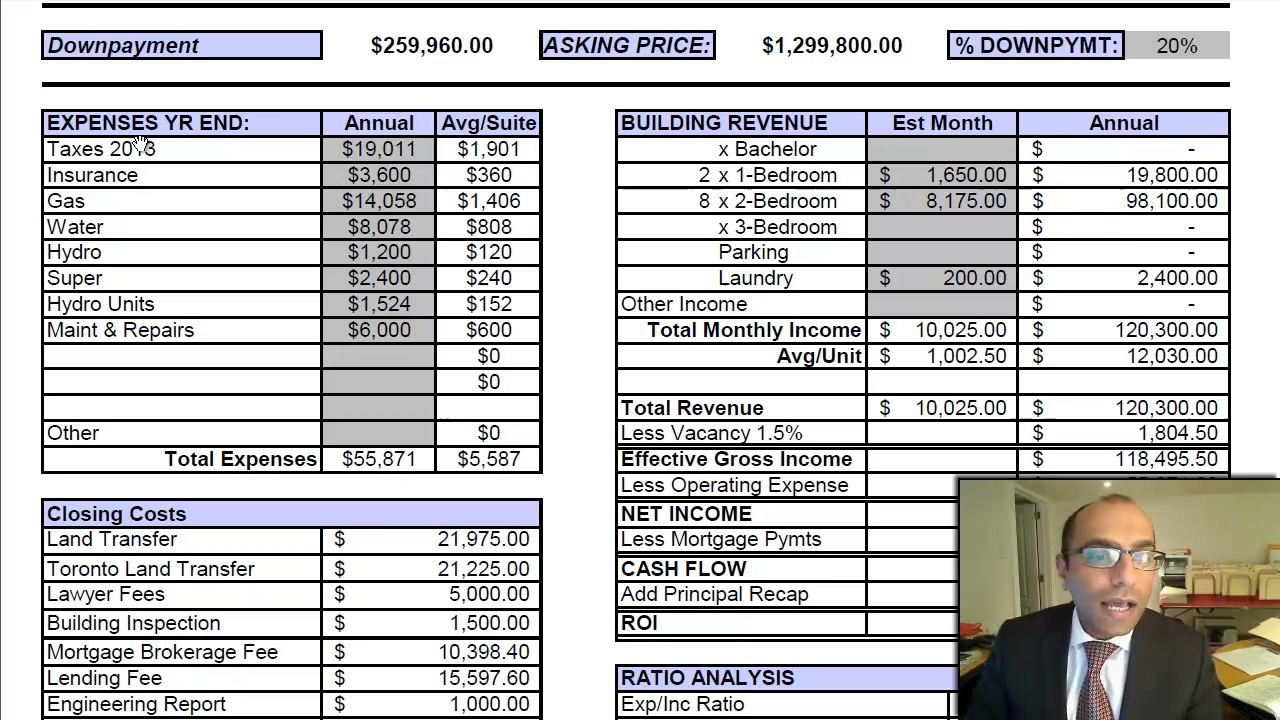 Downpayment $259,960.00 ASKING PRICE: $1,299,800.00 % DOWNPYMT: 20%
EXPENSES YR END: Annual Avg/Suite
Taxes 2013 $19,011 $1,901
Insurance $3,600 $360
Gas $14,058 $1,406
Water $8,078 $808
Hydro $1,200 $120
Super $2,400 $240
Hydro Units $1,524 $152
Maint & Repairs $6,000 $600
$0
$0
Other $0
Total Expenses $55,871 $5,587
Closing Costs
Land Transfer $ 21,975.00
Toronto Land Transfer $ 21,225.00
Lawyer Fees $ 5,000.00
Building Inspection $ 1,500.00
Mortgage Brokerage Fee $ 10,398.40
Lending Fee $ 15,597.60
Engineering Report $ 1,000.00
BUILDING REVENUE Est Month Annual
x Bachelor $ -
2 x 1-Bedroom $ 1,650.00 $ 19,800.00
8 x 2-Bedroom $ 8,175.00 $ 98,100.00
x 3-Bedroom $ -
Parking $ -
Laundry $ 200.00 $ 2,400.00
Other Income $ -
Total Monthly Income $ 10,025.00 $ 120,300.00
Avg/Unit $ 1,002.50 $ 12,030.00
Total Revenue $ 10,025.00 $ 120,300.00
Less Vacancy 1.5% $ 1,804.50
Effective Gross Income $ 118,495.50
Less Operating Expense
NET INCOME
Less Mortgage Pymts
CASH FLOW
Add Principal Recap
ROI
RATIO ANALYSIS
Exp/Inc Ratio